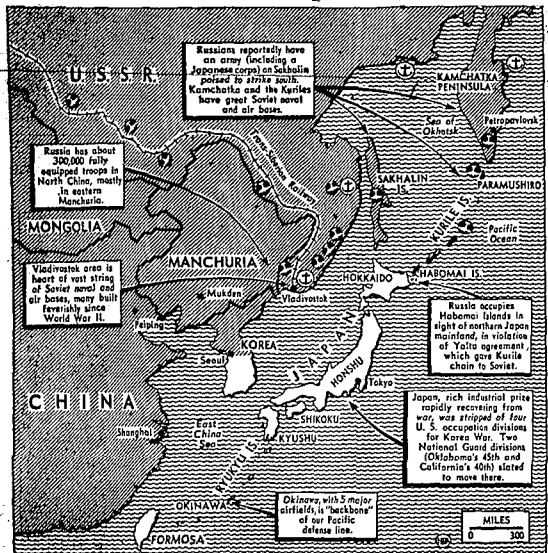 Russians reportedly have
an army (including a
Japanese corps) on Sakhalin
poised to strike south.
Kamchatka and the Kuriles
have great Soviet naval
and air bases.
U.S.S.R.
KAMCHATKA
PENINSULA
Petropavlovsk
Sea of
Okhotsk
Russia has about
300,000 fully
equipped troops in
North China, mostly
in eastern
Manchuria.
Trans-Siberian Railway
SAKHALIN
IS.
PARAMUSHIRO
KURILE IS.
Pacific
Ocean
MONGOLIA
MANCHURIA
Vladivostok area is
heart of vast string
of Soviet naval and
air bases, many built
feverishly since
World War II.
HOKKAIDO
HABOMAI IS.
Mukden
Vladivostok
Peiping
Russia occupies
Habomai Islands in
sight of northern Japan
mainland, in violation
of Yalta agreement,
which gave Kurile
chain to Soviet.
KOREA
Seoul
JAPAN
HONSHU
Tokyo
CHINA
Shanghai
East
China
Sea
SHIKOKU
KYUSHU
Japan, rich industrial prize
rapidly recovering from
war, was stripped of four
U. S. occupation divisions
for Korea War. Two
National Guard divisions
(Oklahoma's 45th and
California's 40th) slated
to move there.
RYUKYU IS.
OKINAWA
Okinawa, with 5 major
airfields, is "backbone"
of our Pacific
defense line.
FORMOSA
MILES
0 300